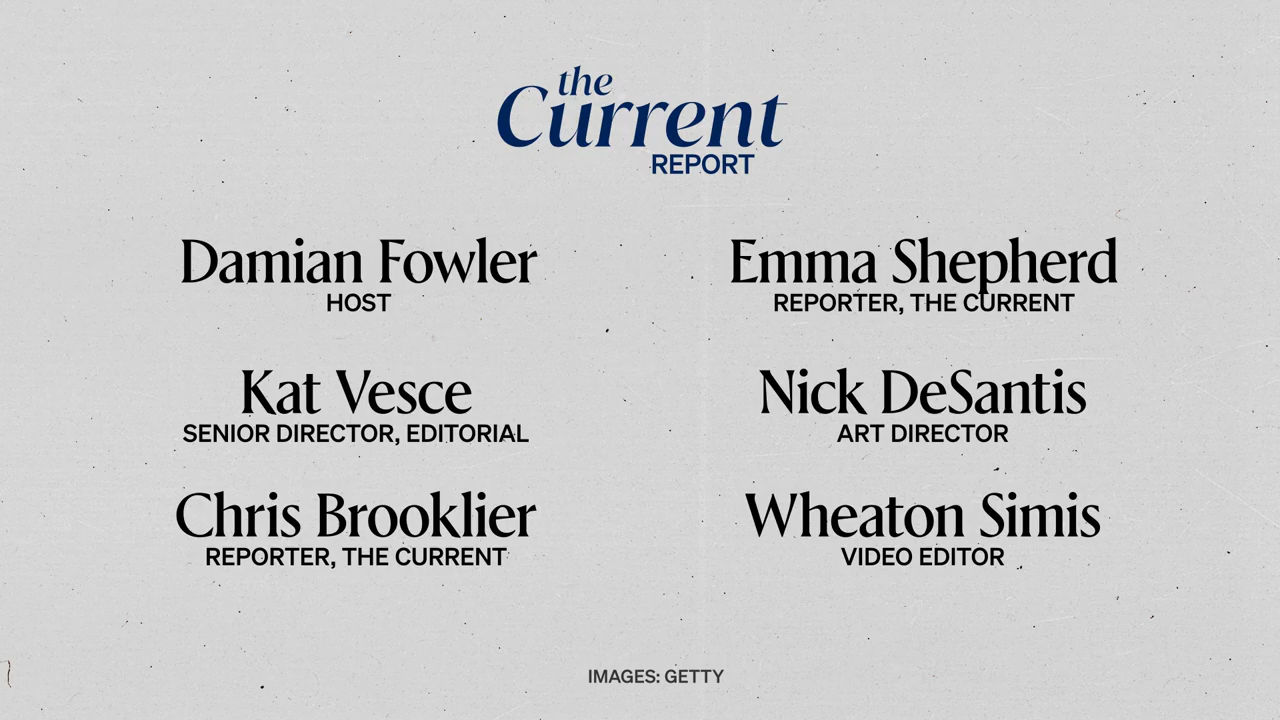 the
Current
REPORT
Damian Fowler
HOST
Emma Shepherd
REPORTER, THE CURRENT
Kat Vesce
SENIOR DIRECTOR, EDITORIAL
Nick DeSantis
ART DIRECTOR
Chris Brooklier
REPORTER, THE CURRENT
Wheaton Simis
VIDEO EDITOR
IMAGES: GETTY